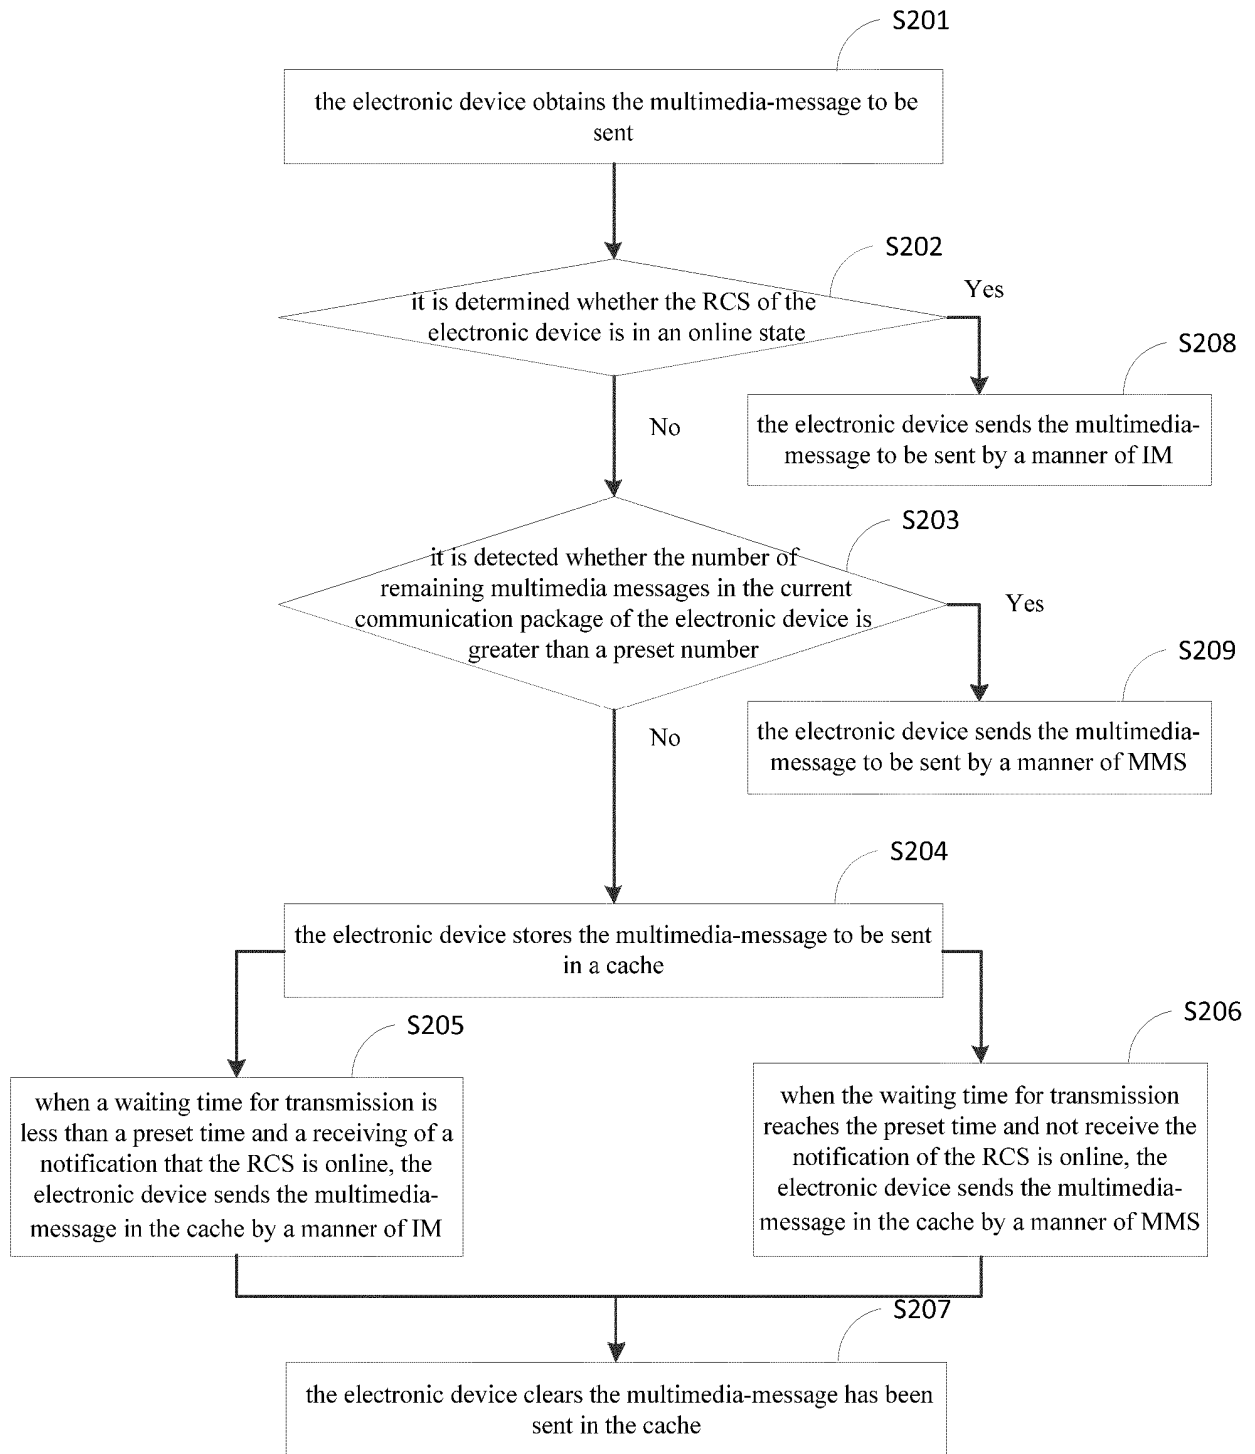 S201
the electronic device obtains the multimedia-message to be
sent
S202
it is determined whether the RCS of the
electronic device is in an online state
Yes
S208
the electronic device sends the multimedia-
message to be sent by a manner of IM
No
S203
it is detected whether the number of
remaining multimedia messages in the current
communication package of the electronic device is
greater than a preset number
Yes
S209
the electronic device sends the multimedia-
message to be sent by a manner of MMS
No
S204
the electronic device stores the multimedia-message to be sent
in a cache
S205
when a waiting time for transmission is
less than a preset time and a receiving of a
notification that the RCS is online, the
electronic device sends the multimedia-
message in the cache by a manner of IM
S206
when the waiting time for transmission
reaches the preset time and not receive the
notification of the RCS is online, the
electronic device sends the multimedia-
message in the cache by a manner of MMS
S207
the electronic device clears the multimedia-message has been
sent in the cache